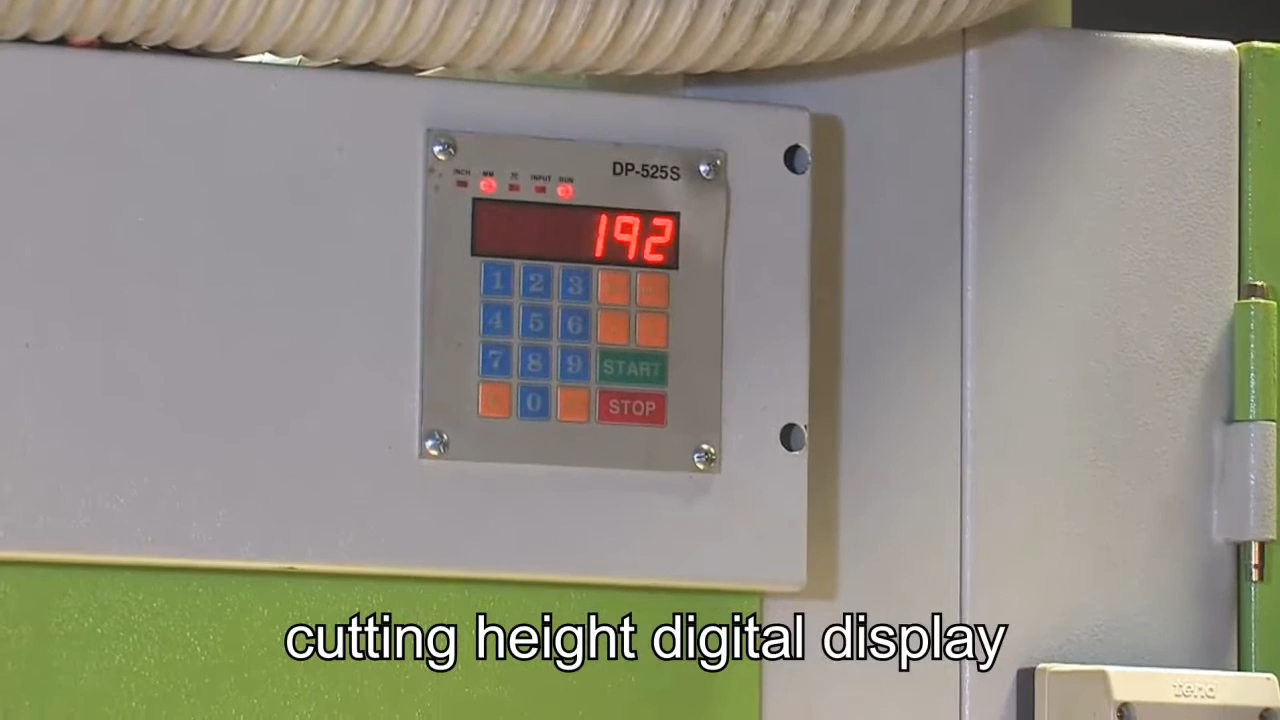 DP-525S
INCH MM 尺 INPUT RUN
192
1 2 3
4 5 6
7 8 9 START
0 STOP
cutting height digital display